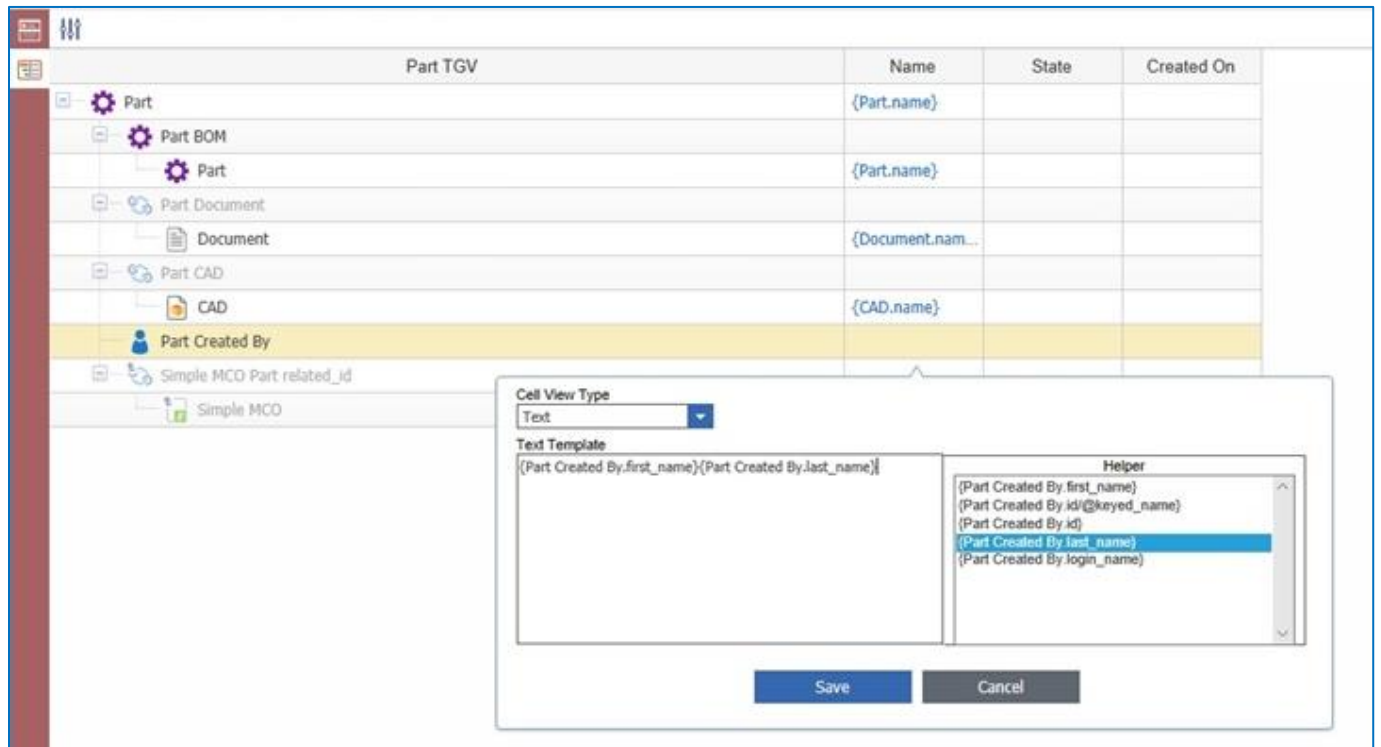 Part TGV Name State Created On
Part {Part.name}
Part BOM
Part {Part.name}
Part Document
Document {Document.nam...
Part CAD
CAD {CAD.name}
Part Created By
Simple MCO Part related_id
Simple MCO
Cell View Type
Text
Text Template
{Part Created By.first_name}{Part Created By.last_name}
Helper
{Part Created By.first_name}
{Part Created By.id/@keyed_name}
{Part Created By.id}
{Part Created By.last_name}
{Part Created By.login_name}
Save Cancel